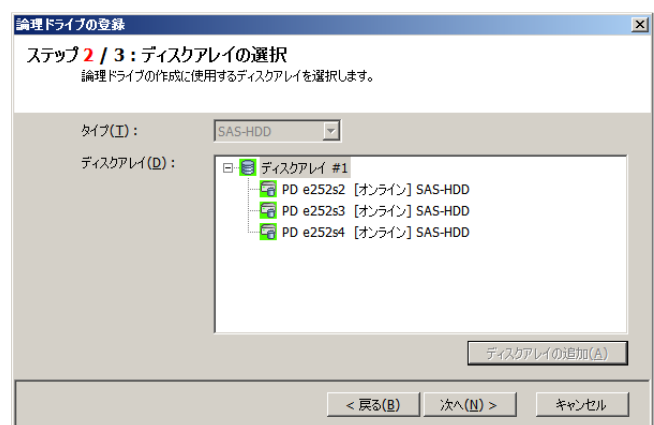 論理ドライブの登録
ステップ 2 / 3 : ディスクアレイの選択
論理ドライブの作成に使用するディスクアレイを選択します。
タイプ(T) : SAS-HDD
ディスクアレイ(D) : ディスクアレイ #1
PD e252s2 [オンライン] SAS-HDD
PD e252s3 [オンライン] SAS-HDD
PD e252s4 [オンライン] SAS-HDD
ディスクアレイの追加(A)
< 戻る(B) 次へ(N) > キャンセル